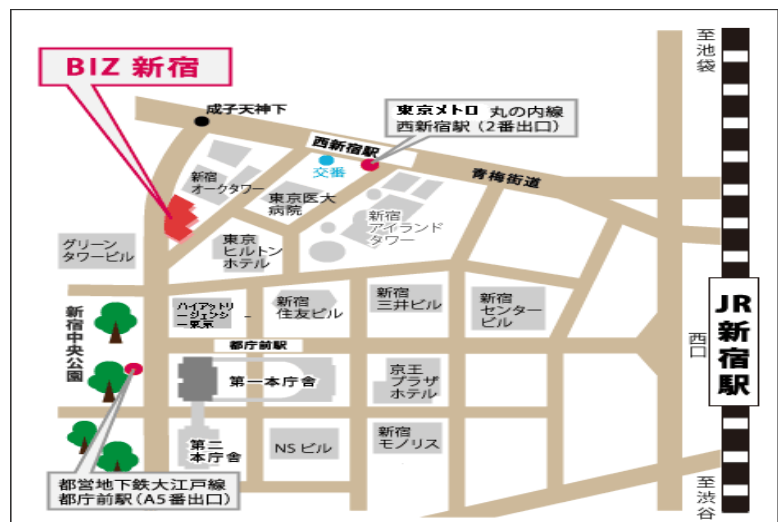 至池袋
BIZ 新宿
成子天神下
東京メトロ 丸の内線
西新宿駅（2番出口）
西新宿駅
交番
青梅街道
新宿
オークタワー
東京医大
病院
新宿
アイランド
タワー
グリーン
タワービル
東京
ヒルトン
ホテル
JR新宿駅
西口
新宿中央公園
ハイアットリ
ージェンシ
ー東京
新宿
住友ビル
新宿
三井ビル
新宿
センター
ビル
都庁前駅
第一本庁舎
京王
プラザ
ホテル
第二
本庁舎
NSビル
新宿
モノリス
都営地下鉄大江戸線
都庁前駅（A5番出口）
至渋谷